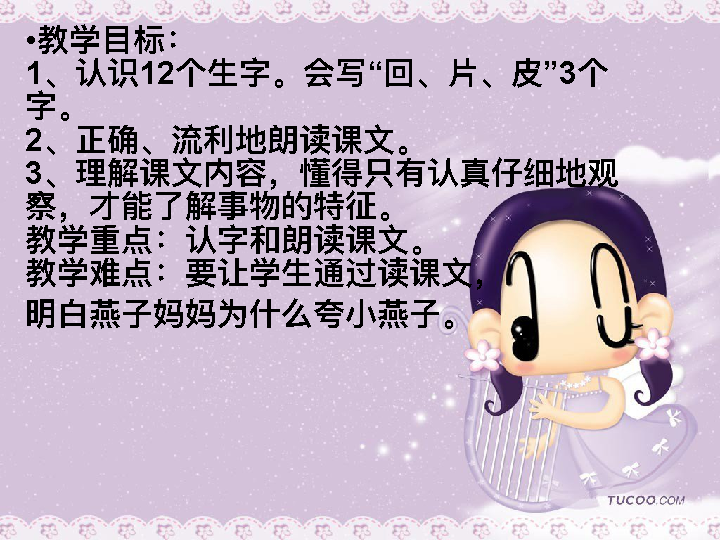 •教学目标：
1、认识12个生字。会写“回、片、皮”3个
字。
2、正确、流利地朗读课文。
3、理解课文内容，懂得只有认真仔细地观
察，才能了解事物的特征。
教学重点：认字和朗读课文。
教学难点：要让学生通过读课文，
明白燕子妈妈为什么夸小燕子。
TUCOO.COM